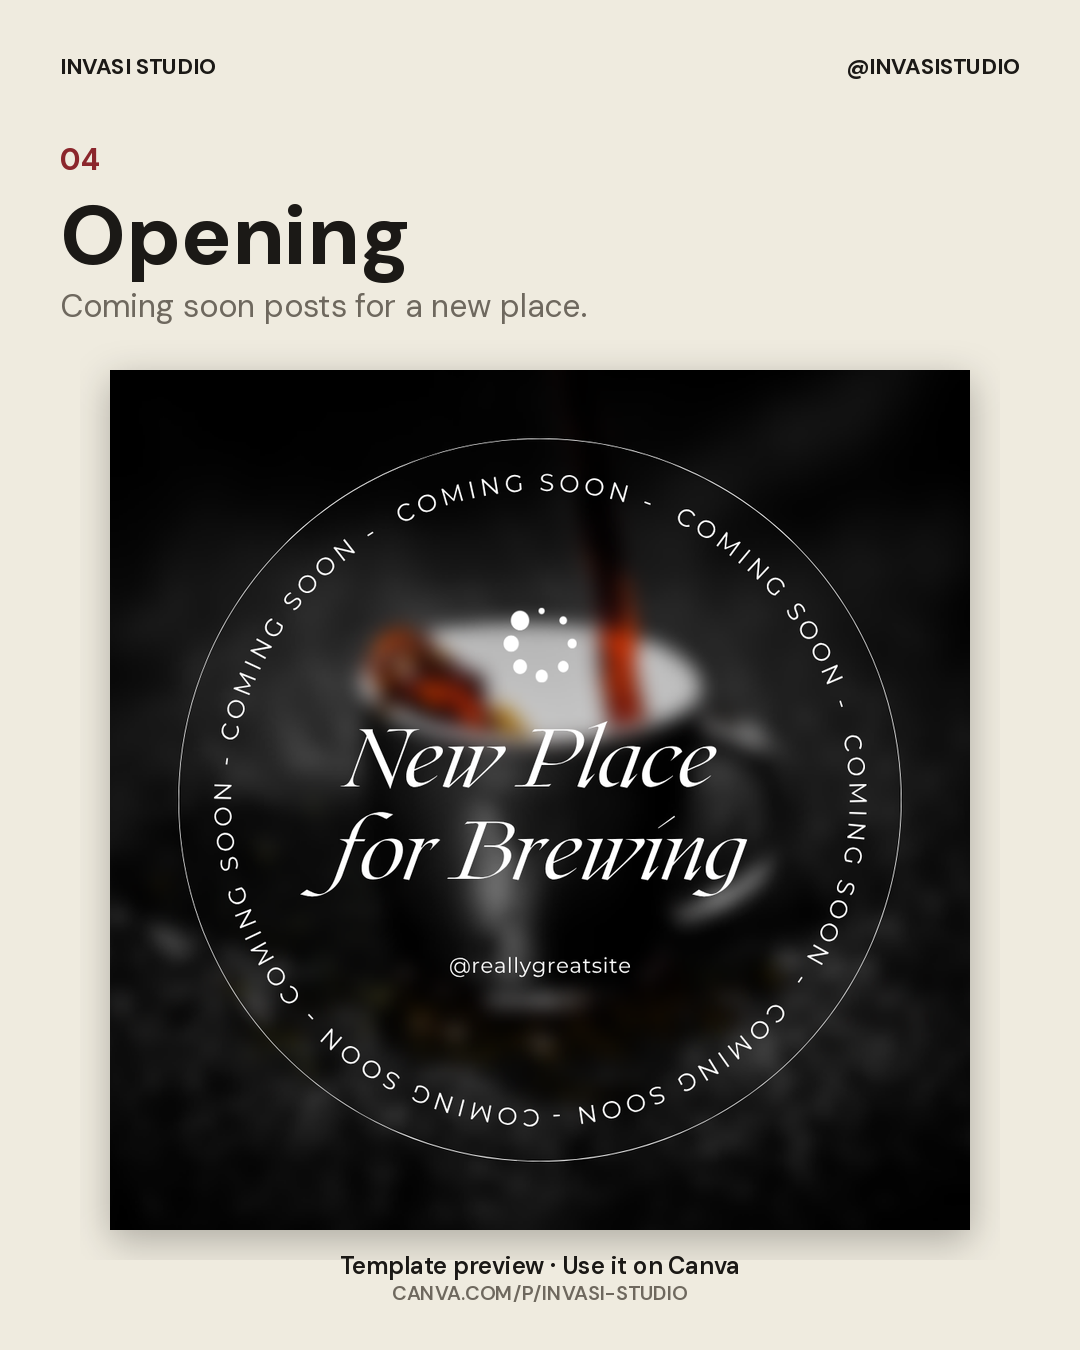 INVASI STUDIO
@INVASISTUDIO
04
Opening
Coming soon posts for a new place.
COMING SOON - COMING SOON - COMING SOON - COMING SOON - COMING SOON - COMING SOON - COMING SOON -
New Place
for Brewing
@reallygreatsite
Template preview · Use it on Canva
CANVA.COM/P/INVASI-STUDIO